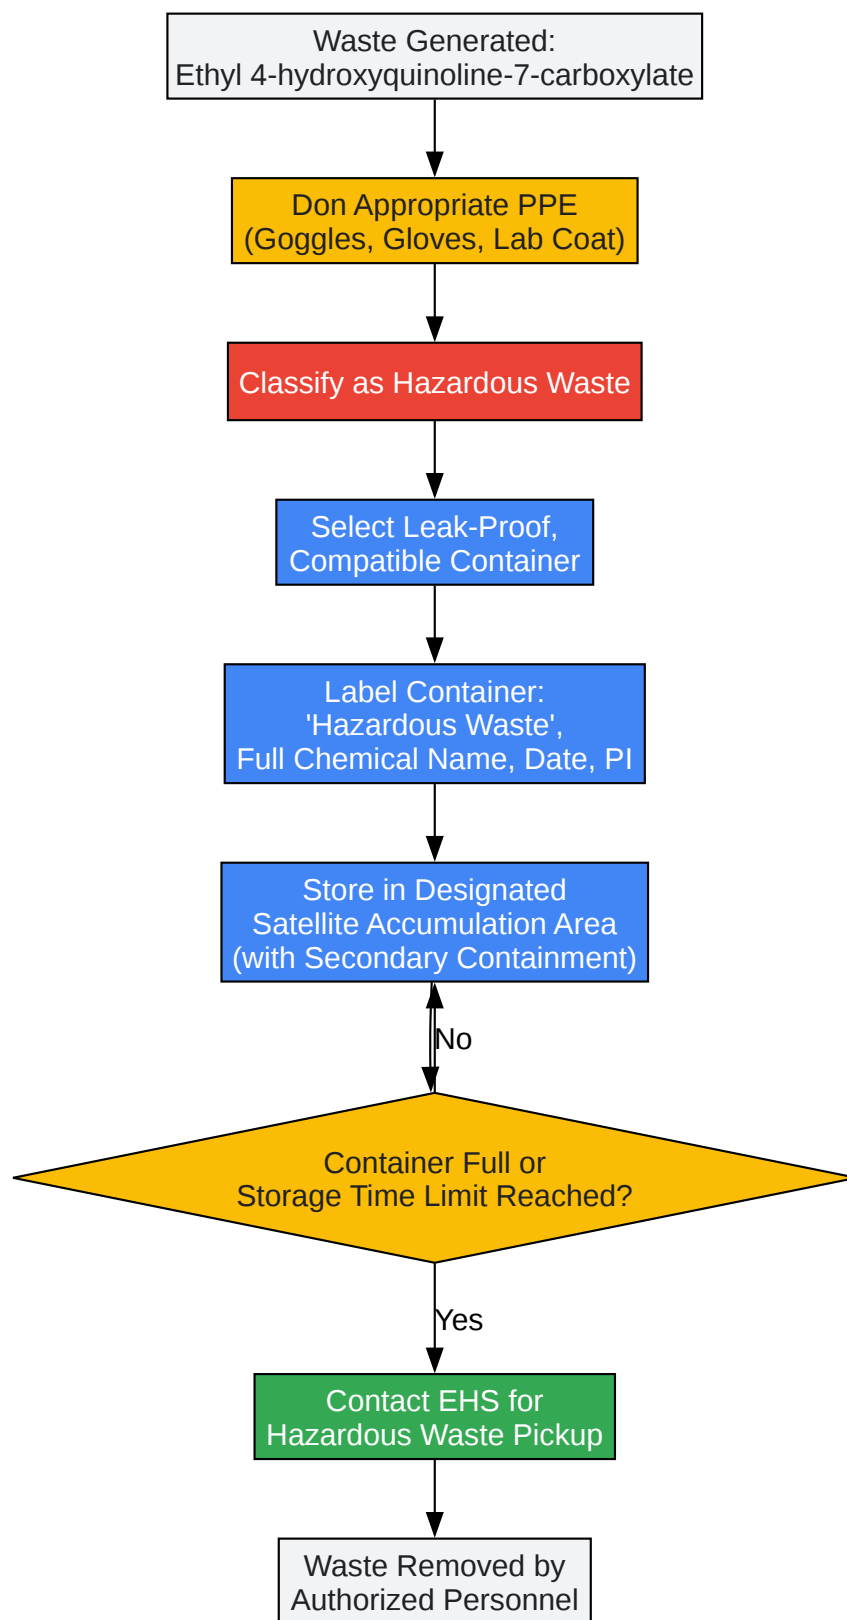 Waste Generated:
Ethyl 4-hydroxyquinoline-7-carboxylate
Don Appropriate PPE
(Goggles, Gloves, Lab Coat)
Classify as Hazardous Waste
Select Leak-Proof,
Compatible Container
Label Container:
'Hazardous Waste',
Full Chemical Name, Date, PI
Store in Designated
Satellite Accumulation Area
(with Secondary Containment)
No
Container Full or
Storage Time Limit Reached?
Yes
Contact EHS for
Hazardous Waste Pickup
Waste Removed by
Authorized Personnel